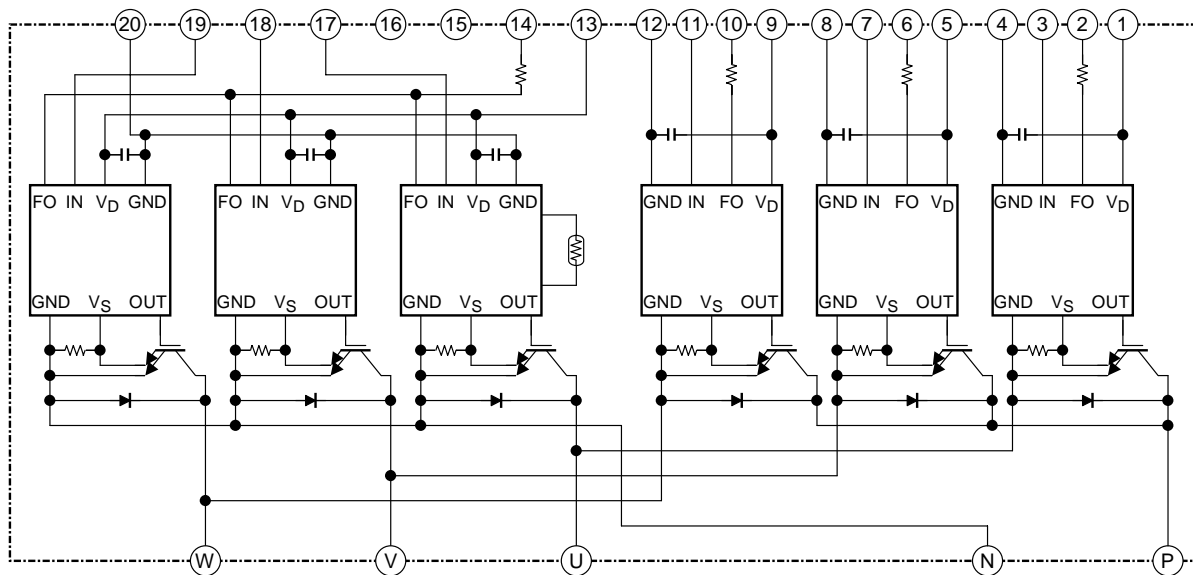 20 19 18 17 16 15 14 13 12 11 10 9 8 7 6 5 4 3 2 1
FO IN VD GND FO IN VD GND FO IN VD GND GND IN FO VD GND IN FO VD GND IN FO VD
GND VS OUT GND VS OUT GND VS OUT GND VS OUT GND VS OUT GND VS OUT
W V U N P